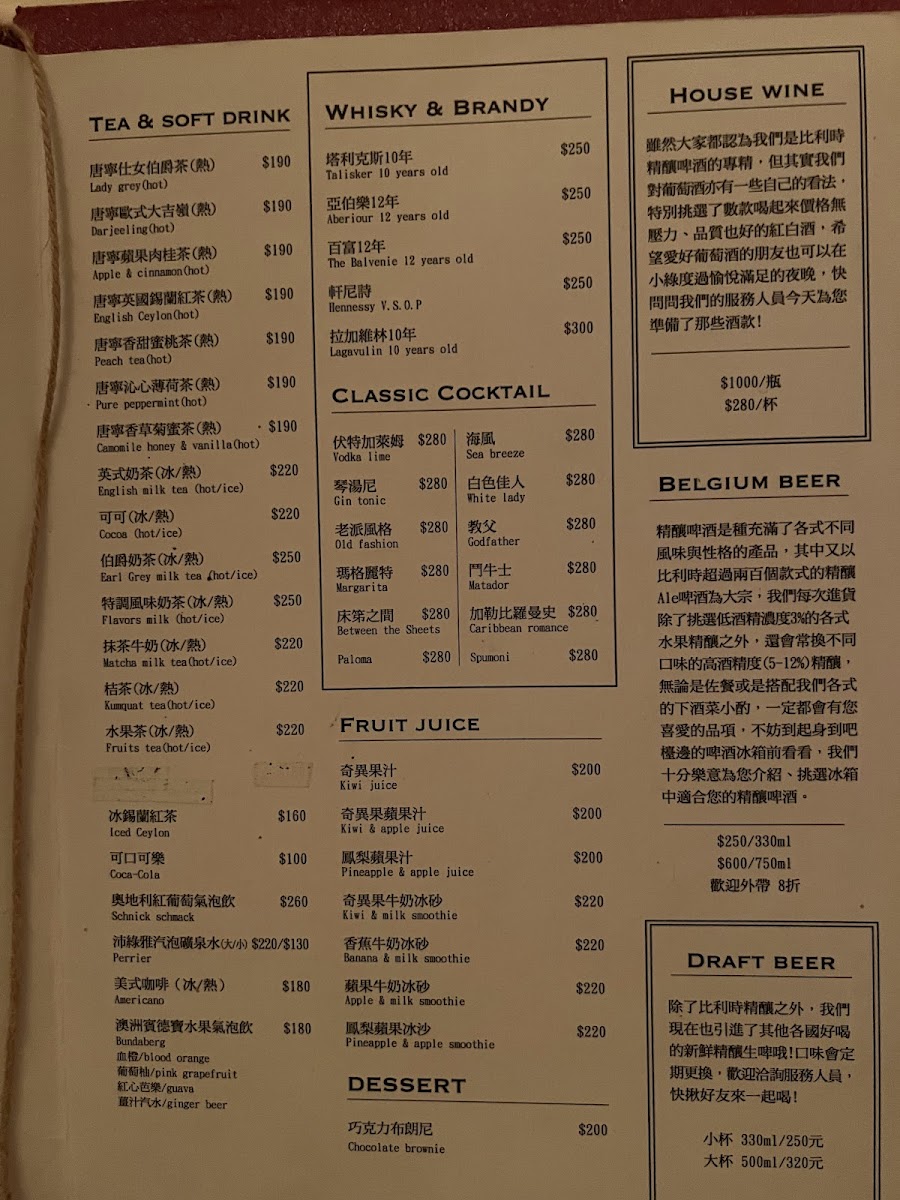 TEA & SOFT DRINK
唐寧仕女伯爵茶(熱) $190
Lady grey(hot)
唐寧歐式大吉嶺(熱) $190
Darjeeling(hot)
唐寧蘋果肉桂茶(熱) $190
Apple & cinnamon(hot)
唐寧英國錫蘭紅茶(熱) $190
English Ceylon(hot)
唐寧香甜蜜桃茶(熱) $190
Peach tea(hot)
唐寧沁心薄荷茶(熱) $190
Pure peppermint(hot)
唐寧香草菊蜜茶(熱) $190
Camomile honey & vanilla(hot)
英式奶茶(冰/熱) $220
English milk tea (hot/ice)
可可(冰/熱) $220
Cocoa (hot/ice)
伯爵奶茶(冰/熱) $250
Earl Grey milk tea (hot/ice)
特調風味奶茶(冰/熱) $250
Flavors milk (hot/ice)
抹茶牛奶(冰/熱) $220
Matcha milk tea(hot/ice)
桔茶(冰/熱) $220
Kumquat tea(hot/ice)
水果茶(冰/熱) $220
Fruits tea(hot/ice)
冰錫蘭紅茶 $160
Iced Ceylon
可口可樂 $100
Coca-Cola
奧地利紅葡萄氣泡飲 $260
Schnick schmack
沛綠雅汽泡礦泉水(大/小) $220/$130
Perrier
美式咖啡(冰/熱) $180
Americano
澳洲賓德寶水果氣泡飲 $180
Bundaberg
血橙/blood orange
葡萄柚/pink grapefruit
紅心芭樂/guava
薑汁汽水/ginger beer
WHISKY & BRANDY
塔利克斯10年 $250
Talisker 10 years old
亞伯樂12年 $250
Aberiour 12 years old
百富12年 $250
The Balvenie 12 years old
軒尼詩 $250
Hennessy V.S.O.P
拉加維林10年 $300
Lagavulin 10 years old
CLASSIC COCKTAIL
伏特加萊姆 $280
Vodka lime
琴湯尼 $280
Gin tonic
老派風格 $280
Old fashion
瑪格麗特 $280
Margarita
床第之間 $280
Between the Sheets
Paloma $280
海風 $280
Sea breeze
白色佳人 $280
White lady
教父 $280
Godfather
鬥牛士 $280
Matador
加勒比羅曼史 $280
Caribbean romance
Spumoni $280
FRUIT JUICE
奇異果汁 $200
Kiwi juice
奇異果蘋果汁 $200
Kiwi & apple juice
鳳梨蘋果汁 $200
Pineapple & apple juice
奇異果牛奶冰砂 $220
Kiwi & milk smoothie
香蕉牛奶冰砂 $220
Banana & milk smoothie
蘋果牛奶冰砂 $220
Apple & milk smoothie
鳳梨蘋果冰沙 $220
Pineapple & apple smoothie
DESSERT
巧克力布朗尼 $200
Chocolate brownie
HOUSE WINE
雖然大家都認為我們是比利時
精釀啤酒的專精，但其實我們
對葡萄酒亦有一些自己的看法，
特別挑選了數款喝起來價格無
壓力、品質也好的紅白酒，希
望愛好葡萄酒的朋友也可以在
小綠度過愉悅滿足的夜晚，快
問問我們的服務人員今天為您
準備了那些酒款!
$1000/瓶
$280/杯
BELGIUM BEER
精釀啤酒是種充滿了各式不同
風味與性格的產品，其中又以
比利時超過兩百個款式的精釀
Ale啤酒為大宗；我們每次進貨
除了挑選低酒精濃度3%的各式
水果精釀之外，還會常換不同
口味的高酒精度(5-12%)精釀，
無論是佐餐或是搭配我們各式
的下酒菜小酌，一定都會有您
喜愛的品項，不妨到起身到吧
檯邊的啤酒冰箱前看看，我們
十分樂意為您介紹、挑選冰箱
中適合您的精釀啤酒。
$250/330ml
$600/750ml
歡迎外帶 8折
DRAFT BEER
除了比利時精釀之外，我們
現在也引進了其他各國好喝
的新鮮精釀生啤哦!口味會定
期更換，歡迎洽詢服務人員，
快揪好友來一起喝!
小杯 330ml/250元
大杯 500ml/320元